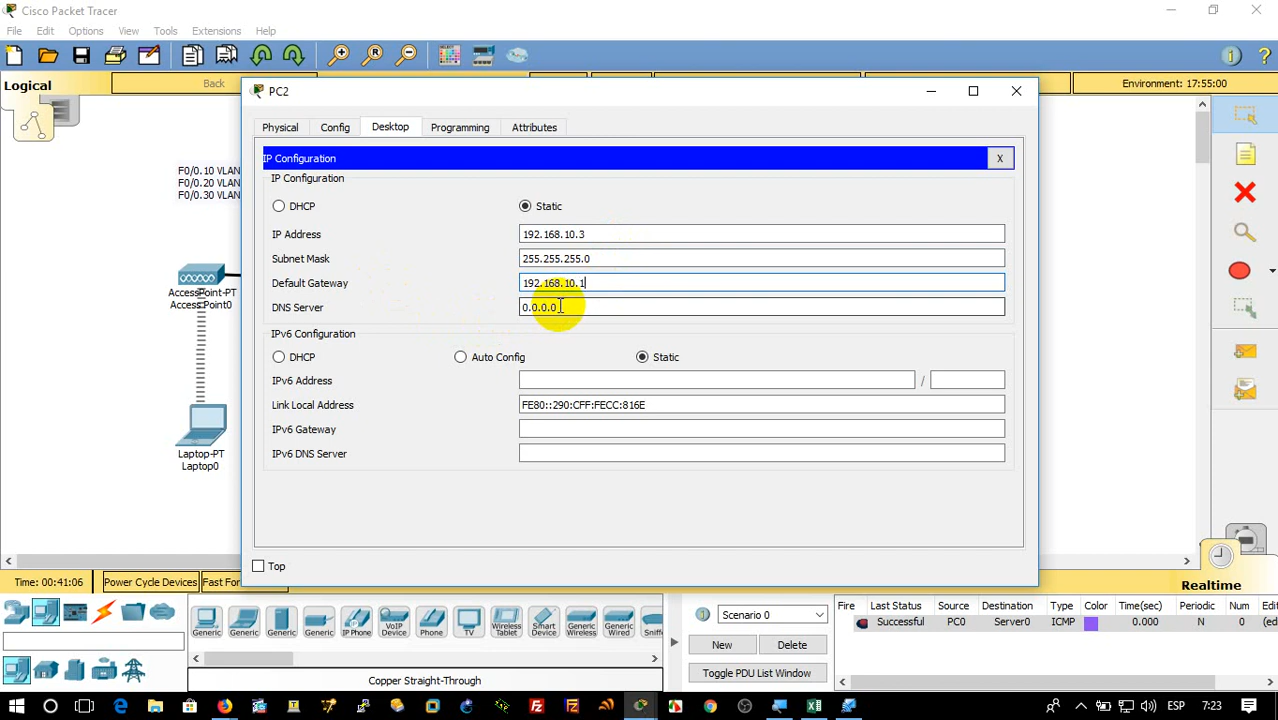 Cisco Packet Tracer
File Edit Options View Tools Extensions Help
Logical
Back
Environment: 17:55:00
PC2
Physical Config Desktop Programming Attributes
IP Configuration
X
IP Configuration
DHCP Static
IP Address 192.168.10.3
Subnet Mask 255.255.255.0
Default Gateway 192.168.10.1
DNS Server 0.0.0.0
IPv6 Configuration
DHCP Auto Config Static
IPv6 Address /
Link Local Address FE80::290:CFF:FECC:816E
IPv6 Gateway
IPv6 DNS Server
Top
F0/0.10 VLAN
F0/0.20 VLAN
F0/0.30 VLAN
AccessPoint-PT
Access Point0
Laptop-PT
Laptop0
Time: 00:41:06 Power Cycle Devices Fast For
Realtime
Generic Generic Generic Generic IP Phone VoIP Device Phone TV Wireless Tablet Smart Device Generic Wireless Generic Wired Sniff
Copper Straight-Through
Scenario 0
New Delete
Toggle PDU List Window
Fire Last Status Source Destination Type Color Time(sec) Periodic Num Edi
Successful PC0 Server0 ICMP 0.000 N 0 (ed
ESP 7:23